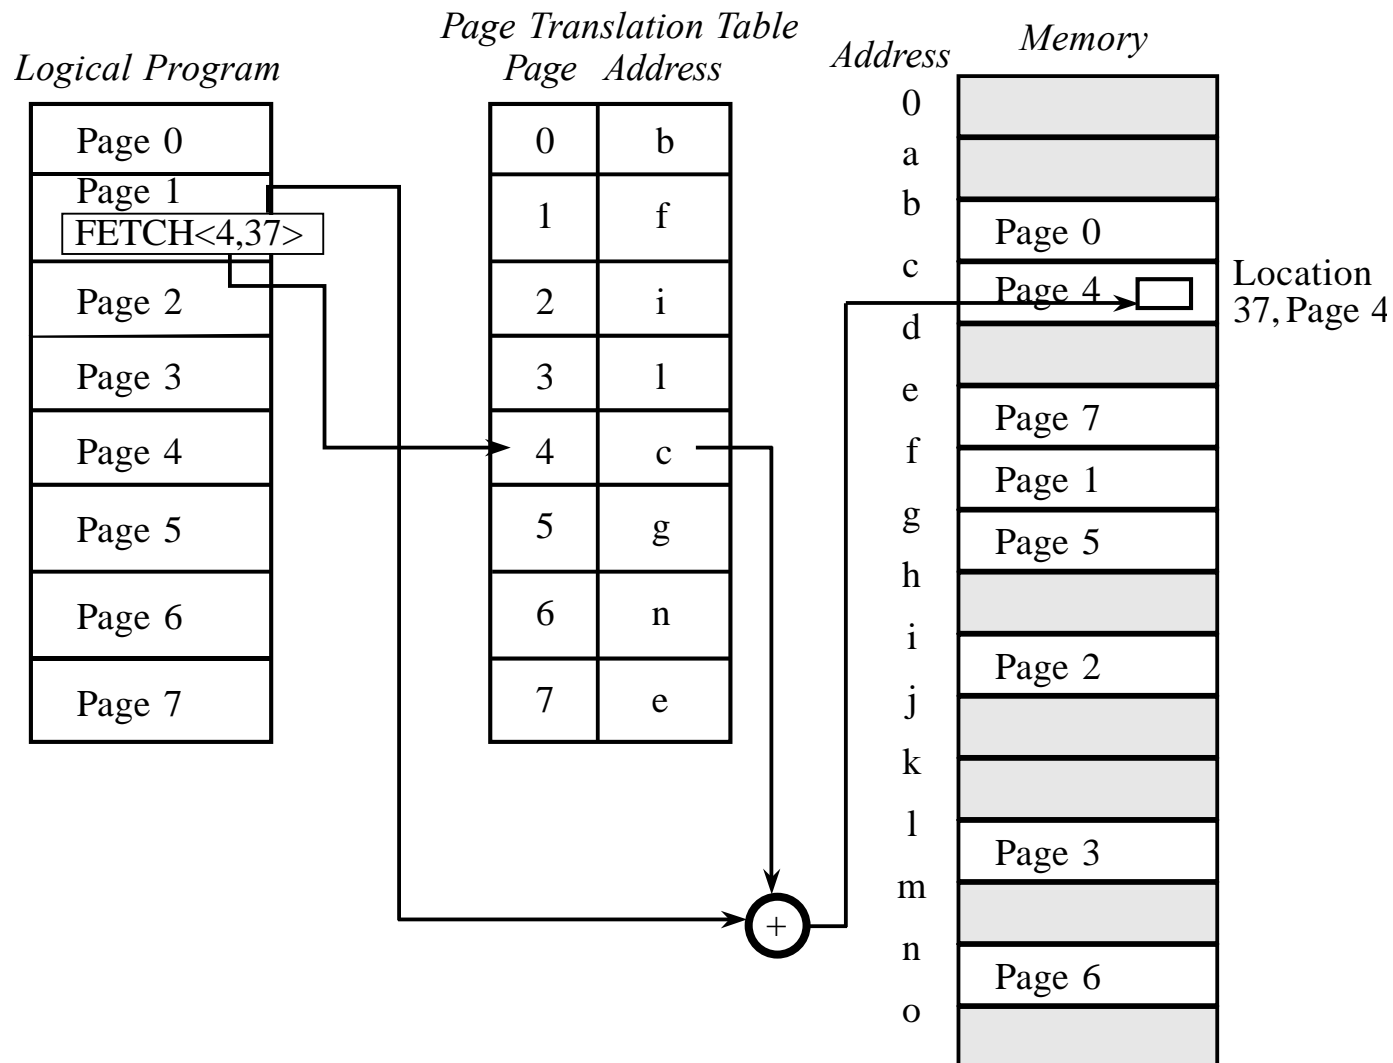 Page Translation Table
Logical Program
Page Address
Address
Memory
Page 0
Page 1
FETCH<4,37>
Page 2
Page 3
Page 4
Page 5
Page 6
Page 7
0 b
1 f
2 i
3 l
4 c
5 g
6 n
7 e
+
0
a
b
c
d
e
f
g
h
i
j
k
l
m
n
o
Page 0
Page 4
Page 7
Page 1
Page 5
Page 2
Page 3
Page 6
Location
37, Page 4